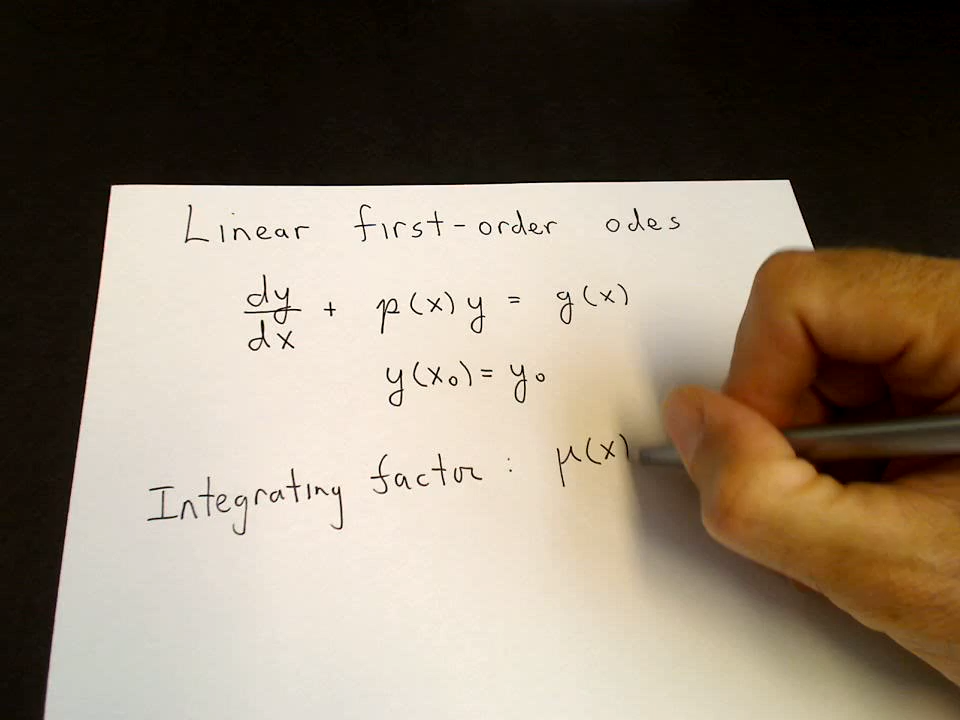 Linear first-order odes
dy/dx + p(x)y = g(x)
y(x₀) = y₀
Integrating factor : μ(x)